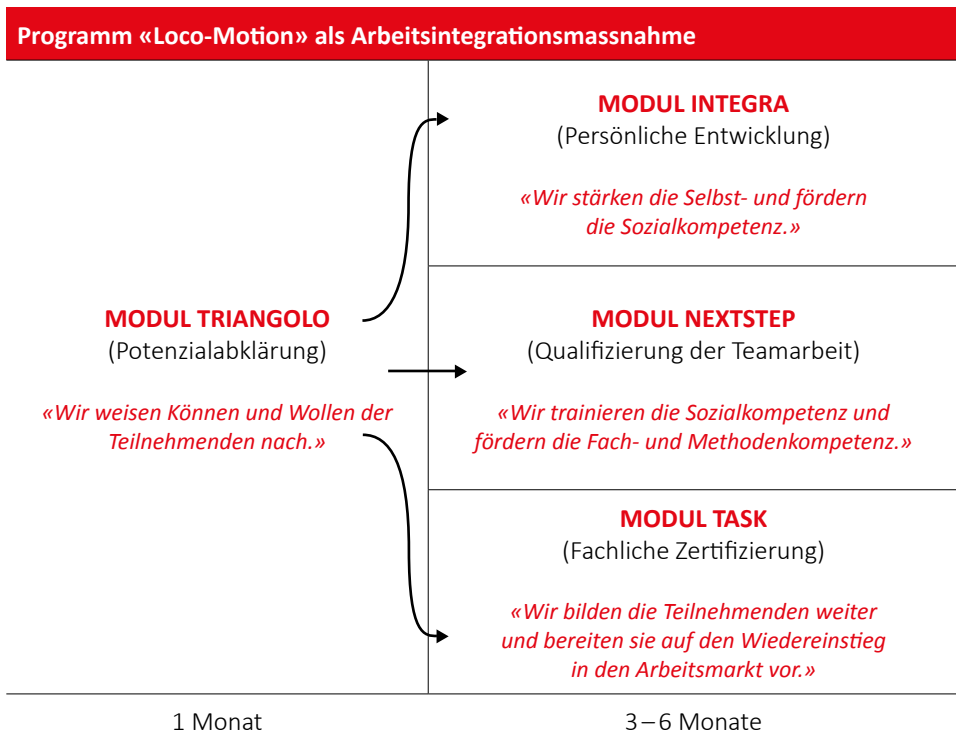 Programm «Loco-Motion» als Arbeitsintegrationsmassnahme
MODUL TRIANGOLO
(Potenzialabklärung)
«Wir weisen Können und Wollen der
Teilnehmenden nach.»
MODUL INTEGRA
(Persönliche Entwicklung)
«Wir stärken die Selbst- und fördern
die Sozialkompetenz.»
MODUL NEXTSTEP
(Qualifizierung der Teamarbeit)
«Wir trainieren die Sozialkompetenz und
fördern die Fach- und Methodenkompetenz.»
MODUL TASK
(Fachliche Zertifizierung)
«Wir bilden die Teilnehmenden weiter
und bereiten sie auf den Wiedereinstieg
in den Arbeitsmarkt vor.»
1 Monat
3–6 Monate